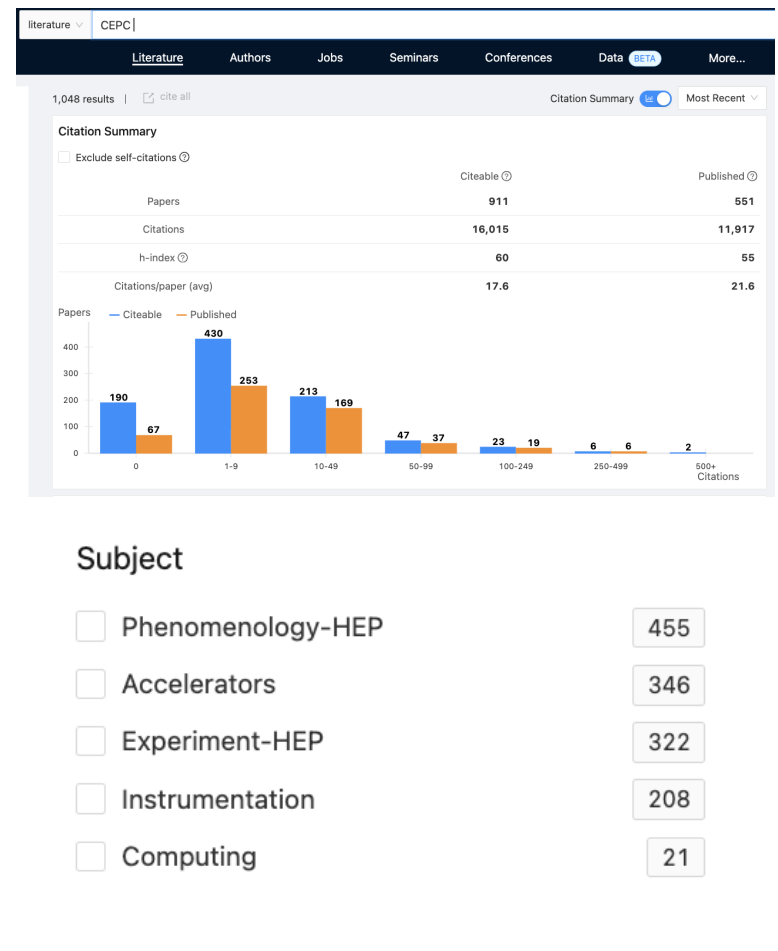 literature CEPC
Literature Authors Jobs Seminars Conferences Data BETA More...
1,048 results | cite all Citation Summary Most Recent
Citation Summary
Exclude self-citations ?
Citeable ? Published ?
Papers 911 551
Citations 16,015 11,917
h-index ? 60 55
Citations/paper (avg) 17.6 21.6
Papers Citeable Published
430
400
300
253
213
200 190 169
100 67 47 37 23 19 6 6 2
0
0 1-9 10-49 50-99 100-249 250-499 500+
Citations
Subject
Phenomenology-HEP 455
Accelerators 346
Experiment-HEP 322
Instrumentation 208
Computing 21